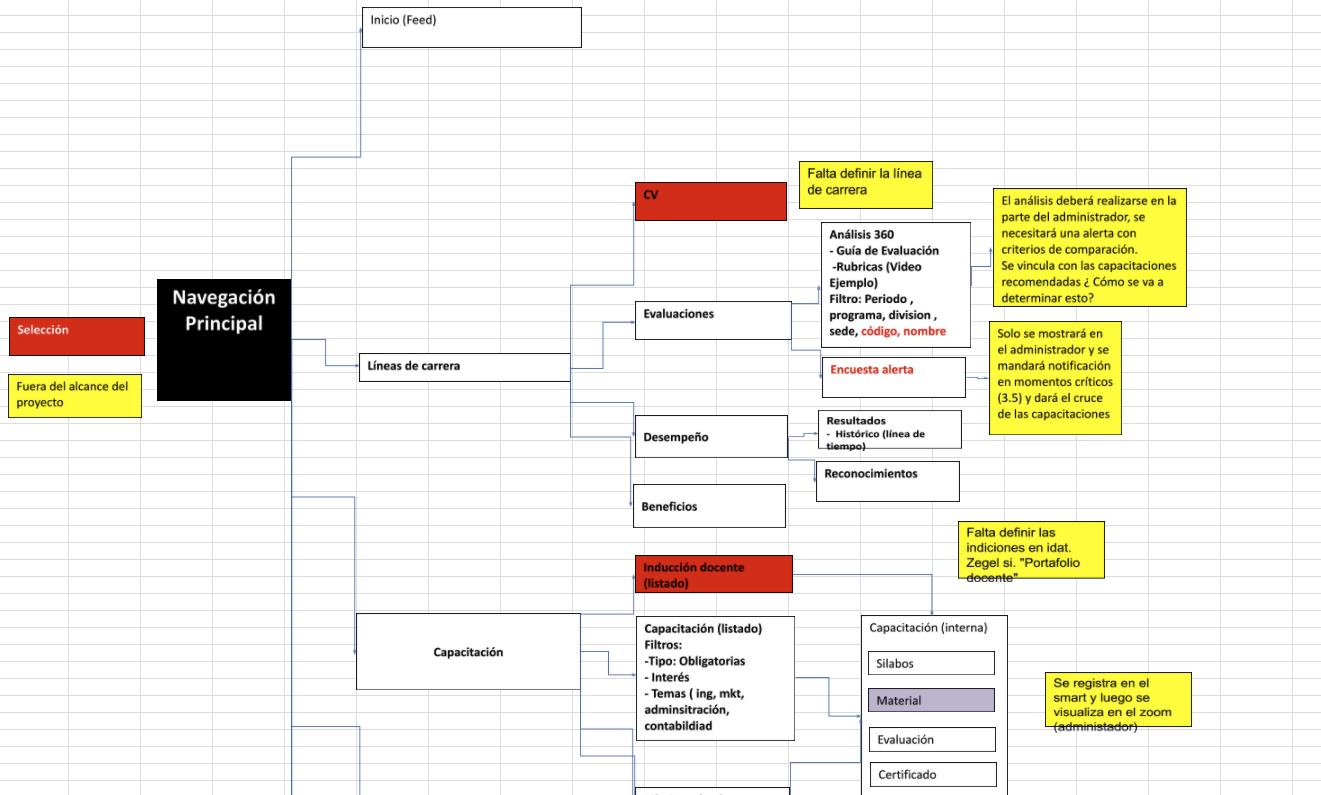 Inicio (Feed)
Falta definir la línea
de carrera
CV
El análisis deberá realizarse en la
parte del administrador, se
necesitará una alerta con
criterios de comparación.
Se vincula con las capacitaciones
recomendadas ¿ Cómo se va a
determinar esto?
Análisis 360
- Guía de Evaluación
-Rubricas (Video
Ejemplo)
Filtro: Periodo ,
programa, division ,
sede, código, nombre
Navegación
Principal
Selección
Evaluaciones
Solo se mostrará en
el administrador y se
mandará notificación
en momentos críticos
(3.5) y dará el cruce
de las capacitaciones
Líneas de carrera
Encuesta alerta
Fuera del alcance del
proyecto
Resultados
- Histórico (línea de
tiempo)
Desempeño
Reconocimientos
Beneficios
Falta definir las
indiciones en idat.
Zegel si. "Portafolio
docente"
Inducción docente
(listado)
Capacitación
Capacitación (listado)
Filtros:
-Tipo: Obligatorias
- Interés
- Temas ( ing, mkt,
adminsitración,
contabildiad
Capacitación (interna)
Silabos
Material
Evaluación
Certificado
Se registra en el
smart y luego se
visualiza en el zoom
(administador)